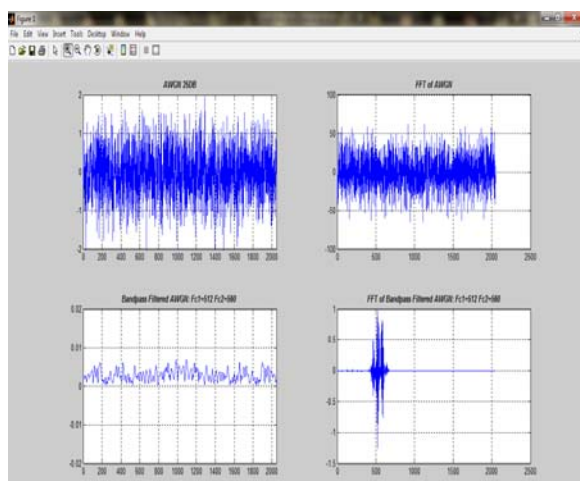 Figure 2
File Edit View Insert Tools Desktop Window Help
AWGN 25DB
2
1
0
-1
-2
0 200 400 600 800 1000 1200 1400 1600 1800 2000
FFT of AWGN
100
50
0
-50
-100
0 500 1000 1500 2000 2500
Bandpass Filtered AWGN: Fc1=512 Fc2=590
0.02
0.01
0
-0.01
-0.02
0 200 400 600 800 1000 1200 1400 1600 1800 2000
FFT of Bandpass Filtered AWGN: Fc1=512 Fc2=590
1
0.5
0
-0.5
-1
-1.5
0 500 1000 1500 2000 2500